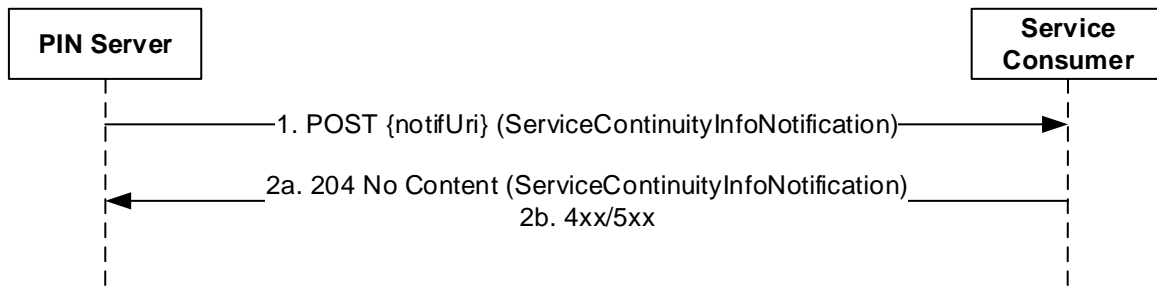 PIN Server
Service
Consumer
1. POST {notifUri} (ServiceContinuityInfoNotification)
2a. 204 No Content (ServiceContinuityInfoNotification)
2b. 4xx/5xx